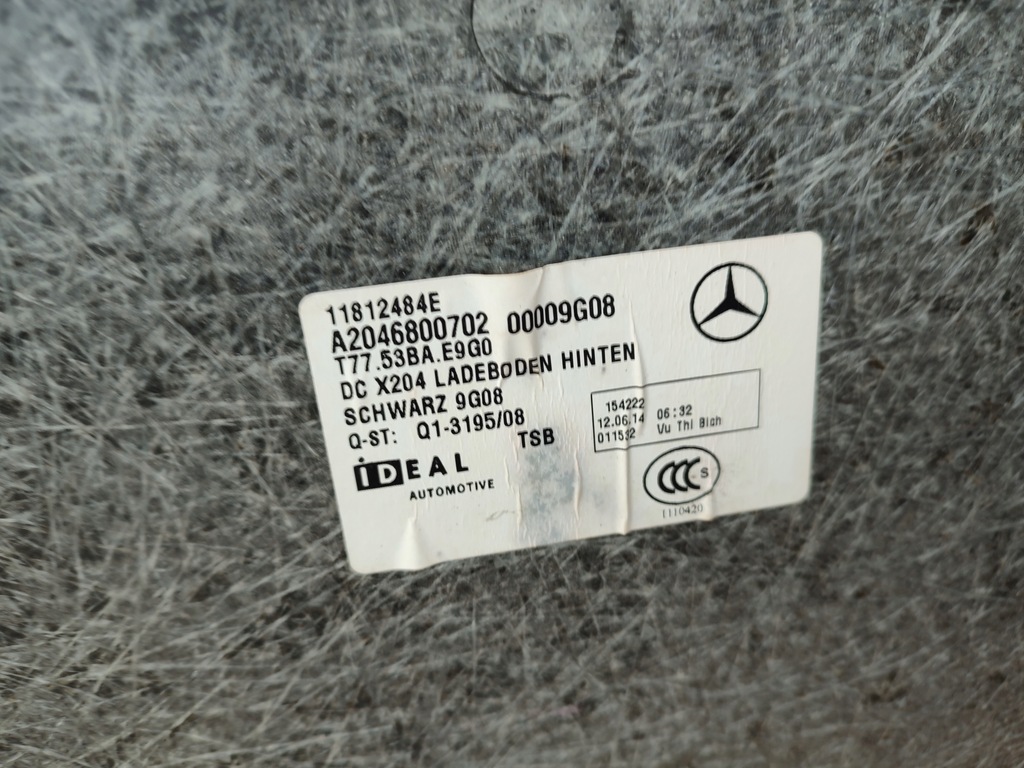 11812484E
A2046800702 00009G08
T77.53BA.E9G0
DC X204 LADEBODEN HINTEN
SCHWARZ 9G08
Q-ST: Q1-3195/08
TSB
iDEAL
AUTOMOTIVE
154222
12.06.14 06:32
011532 Vu Thi Bich
CCC S
1110420